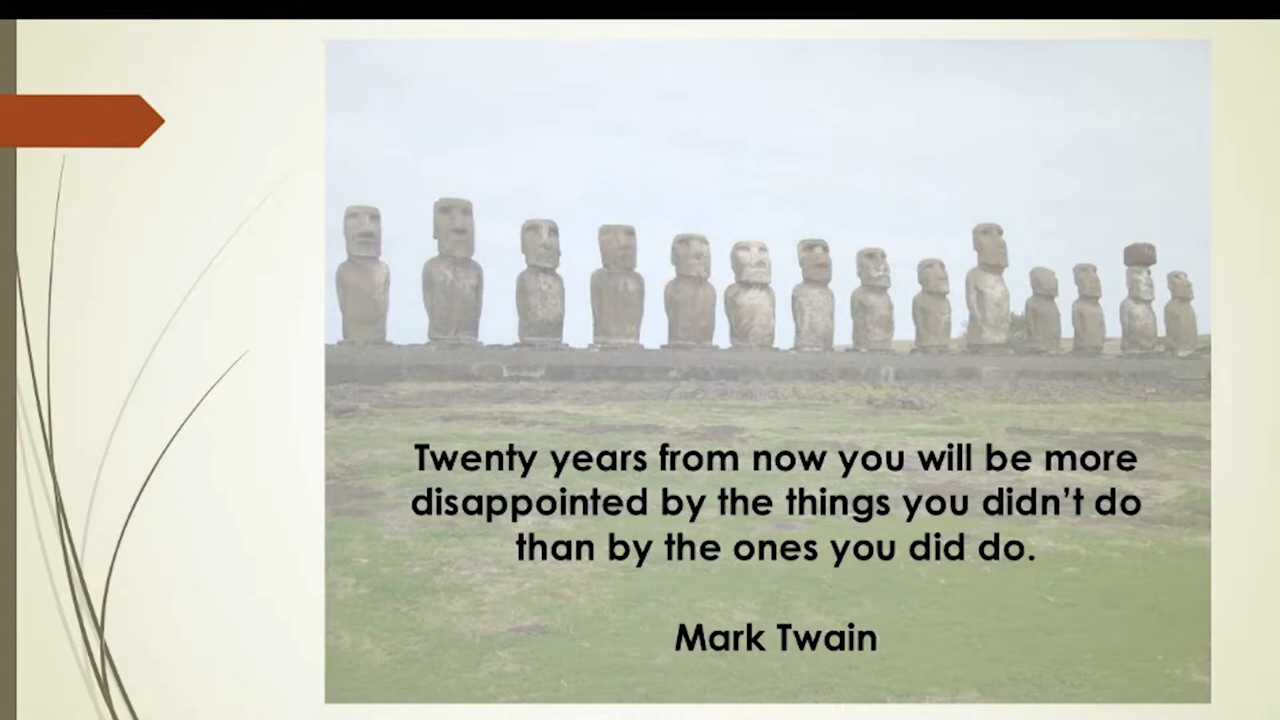 Twenty years from now you will be more
disappointed by the things you didn’t do
than by the ones you did do.
Mark Twain